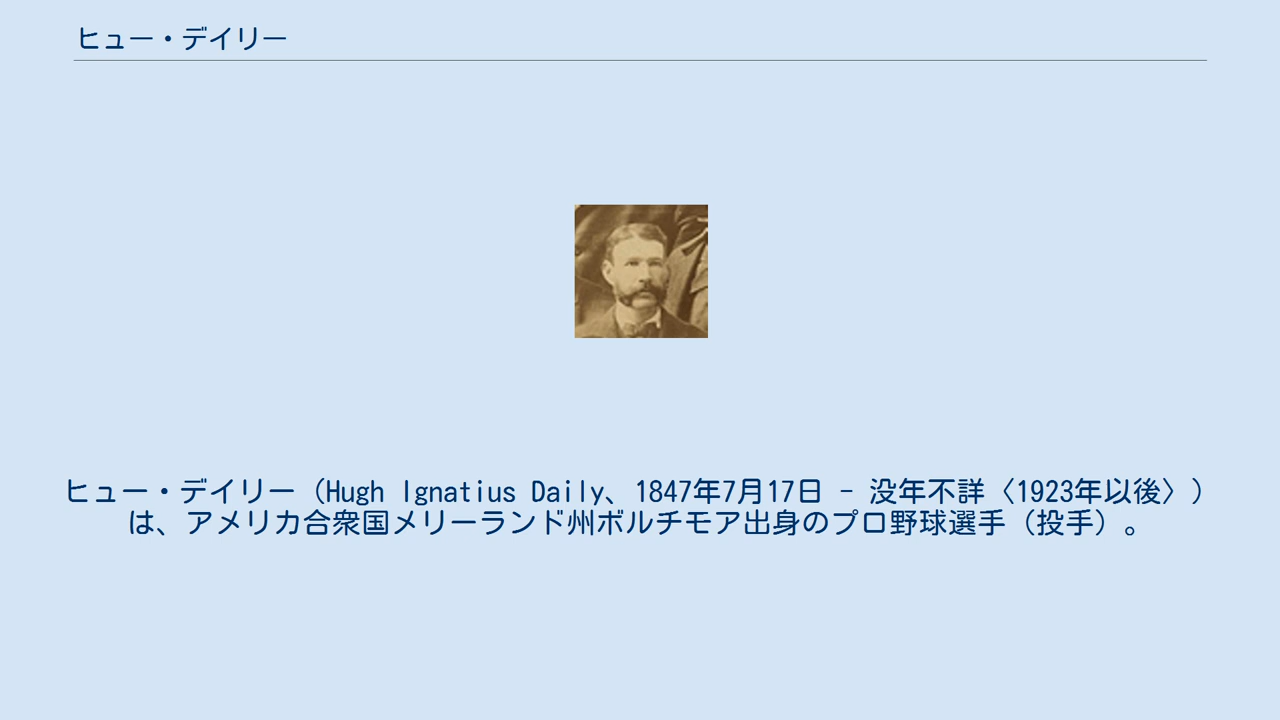 ヒュー・デイリー
ヒュー・デイリー（Hugh Ignatius Daily、1847年7月17日 - 没年不詳〈1923年以後〉）
は、アメリカ合衆国メリーランド州ボルチモア出身のプロ野球選手（投手）。